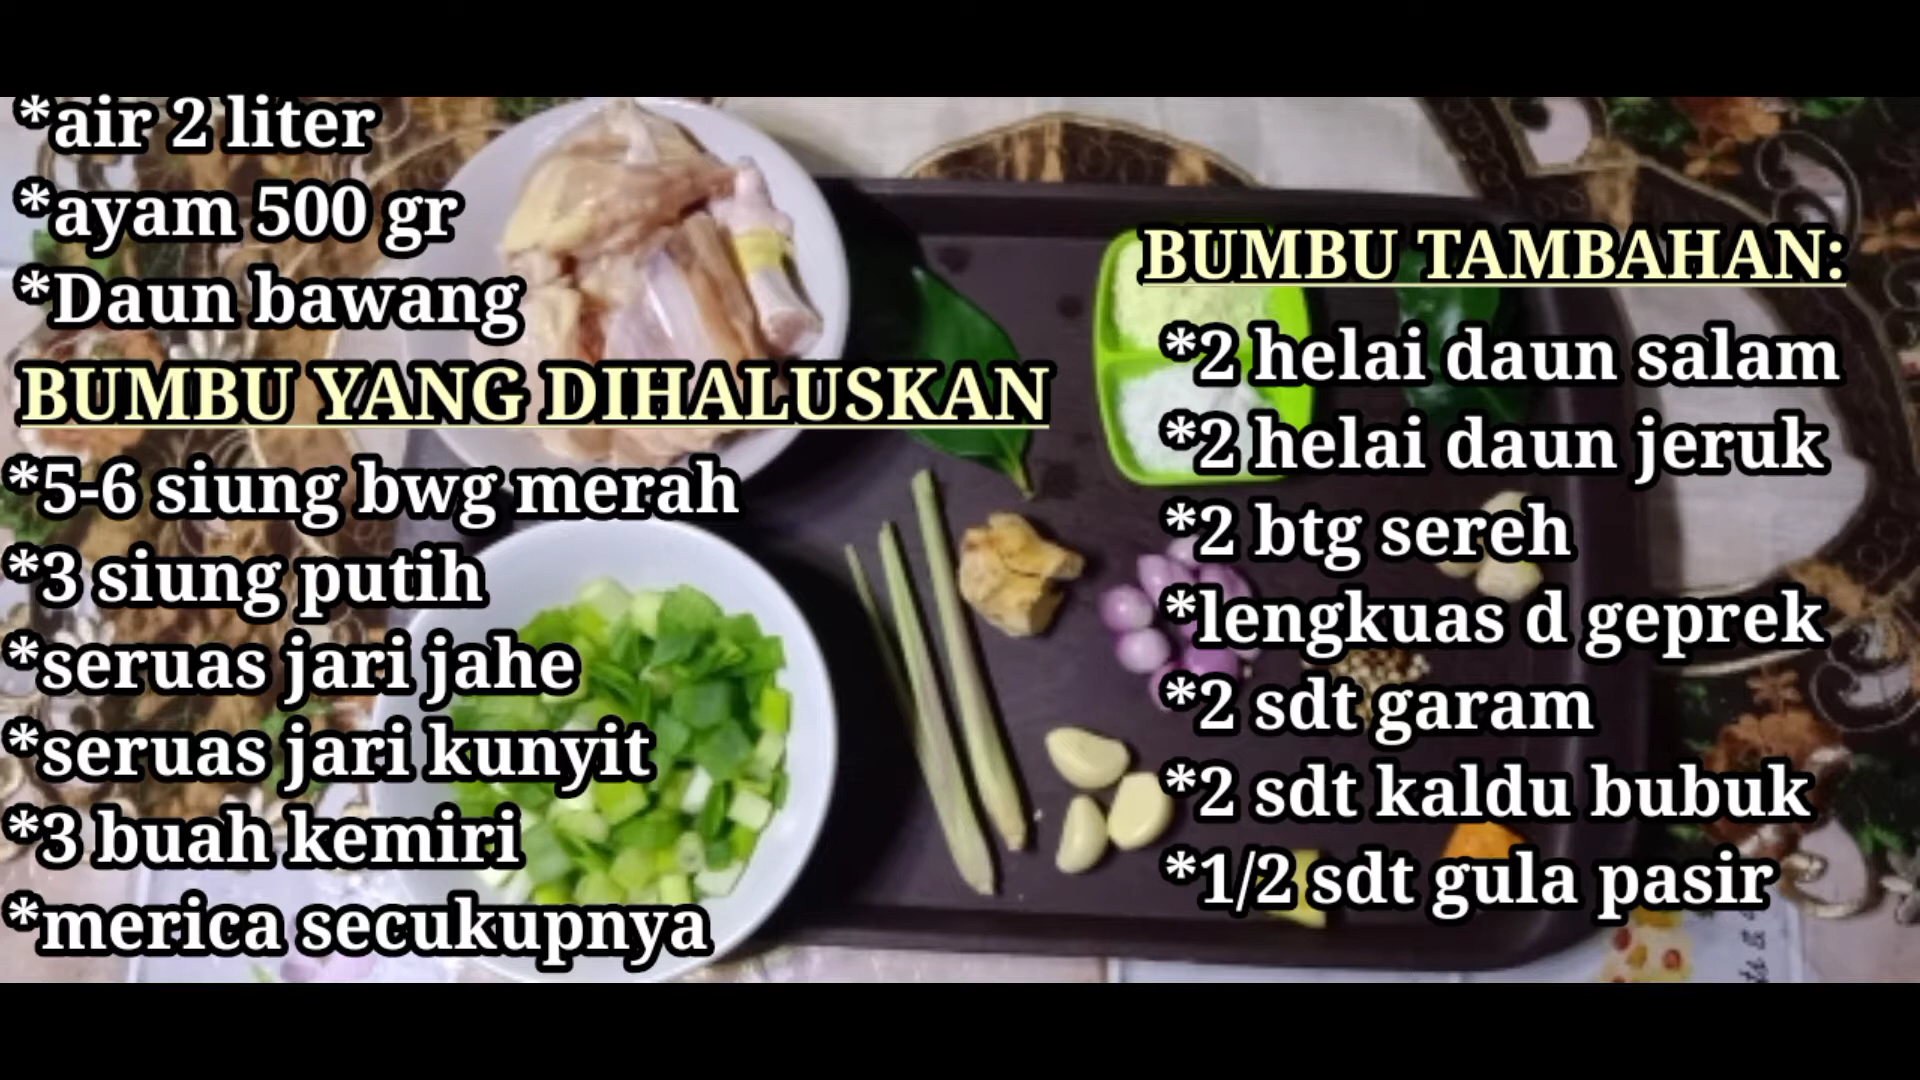 *air 2 liter
*ayam 500 gr
*Daun bawang
BUMBU YANG DIHALUSKAN
*5-6 siung bwg merah
*3 siung putih
*seruas jari jahe
*seruas jari kunyit
*3 buah kemiri
*merica secukupnya
BUMBU TAMBAHAN:
*2 helai daun salam
*2 helai daun jeruk
*2 btg sereh
*lengkuas d geprek
*2 sdt garam
*2 sdt kaldu bubuk
*1/2 sdt gula pasir